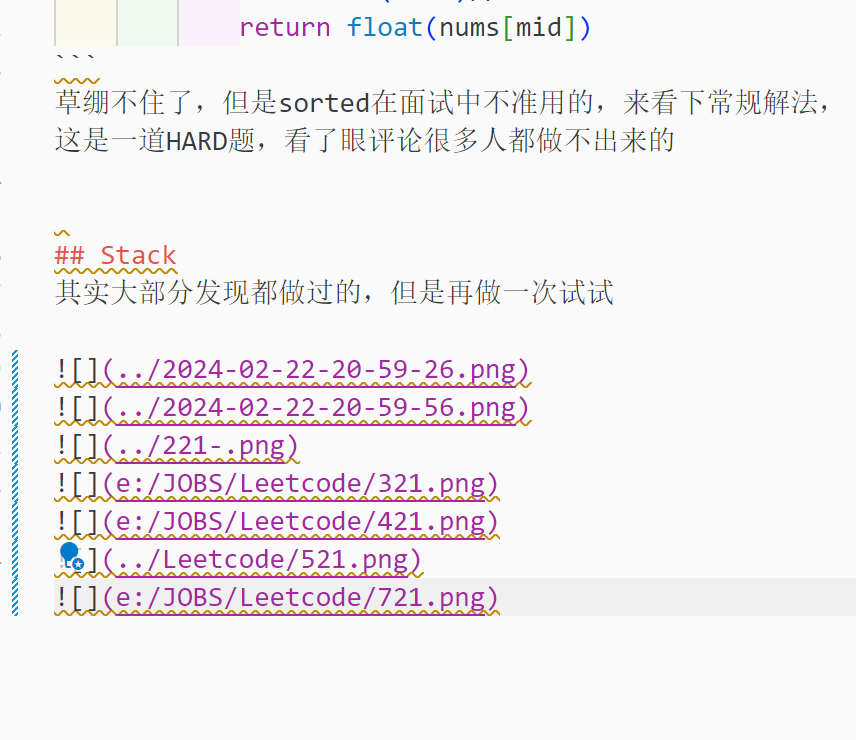 return float(nums[mid])
```
草绷不住了，但是sorted在面试中不准用的，来看下常规解法，
这是一道HARD题，看了眼评论很多人都做不出来的
## Stack
其实大部分发现都做过的，但是再做一次试试
![](../2024-02-22-20-59-26.png)
![](../2024-02-22-20-59-56.png)
![](../221-.png)
![](e:/JOBS/Leetcode/321.png)
![](e:/JOBS/Leetcode/421.png)
](../Leetcode/521.png)
![](e:/JOBS/Leetcode/721.png)